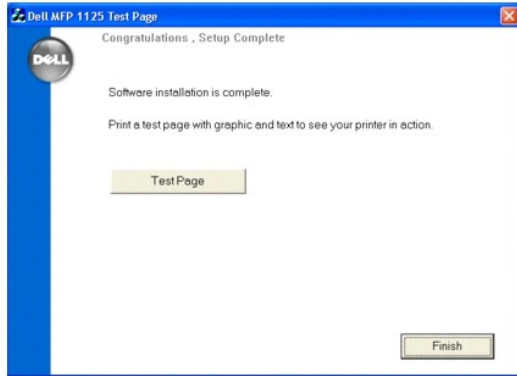 Dell MFP 1125 Test Page
Congratulations , Setup Complete
DELL
Software installation is complete.
Print a test page with graphic and text to see your printer in action.
Test Page
Finish